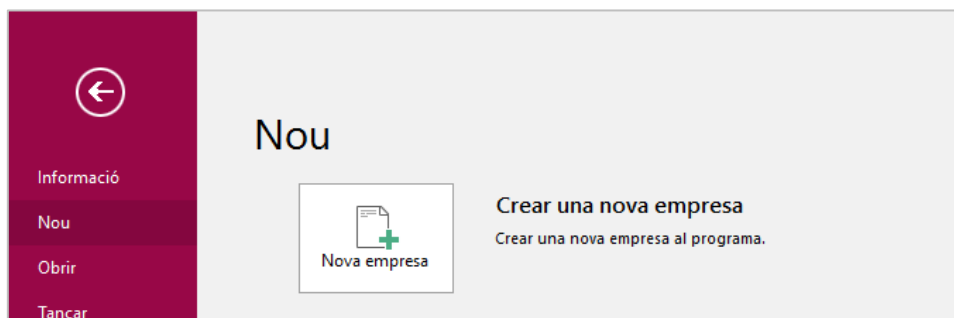 Nou
Informació
Nou
Obrir
Tancar
Nova empresa
Crear una nova empresa
Crear una nova empresa al programa.